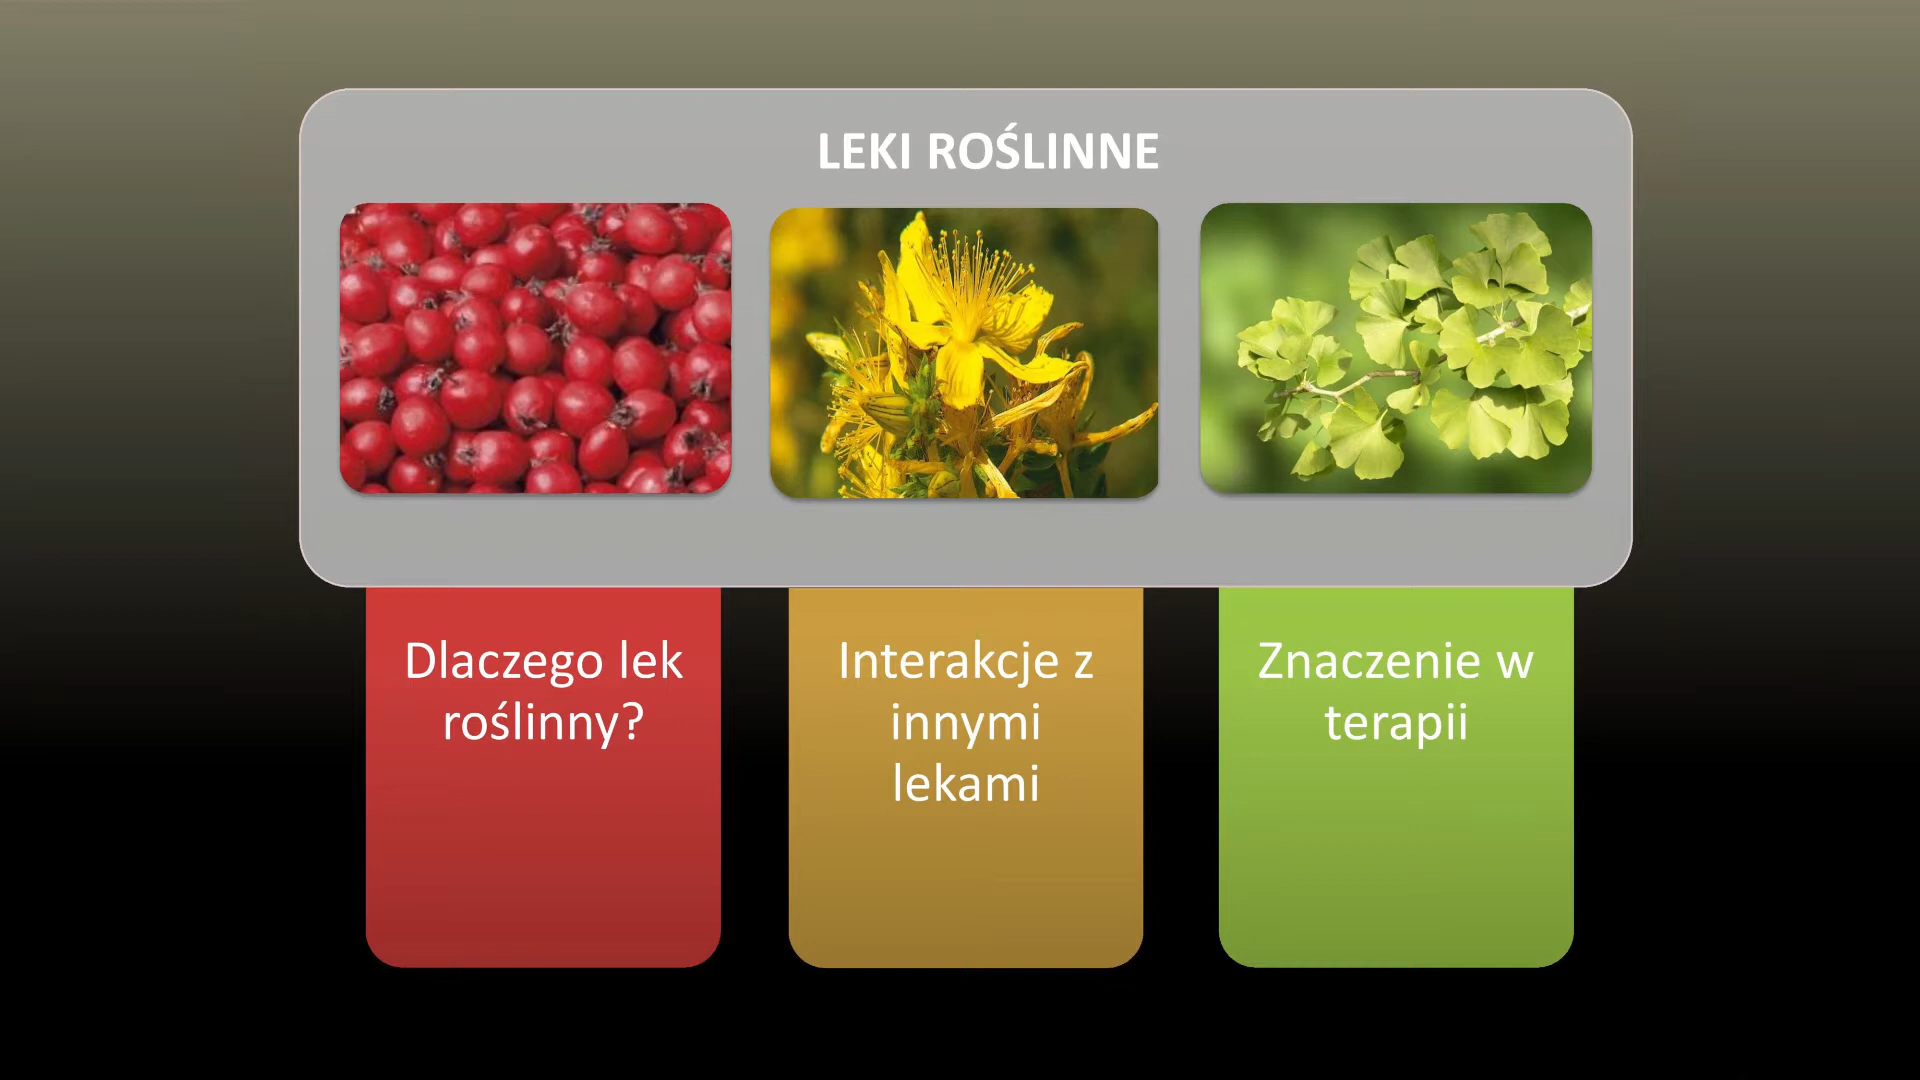 LEKI ROŚLINNE
Dlaczego lek
roślinny?
Interakcje z
innymi
lekami
Znaczenie w
terapii